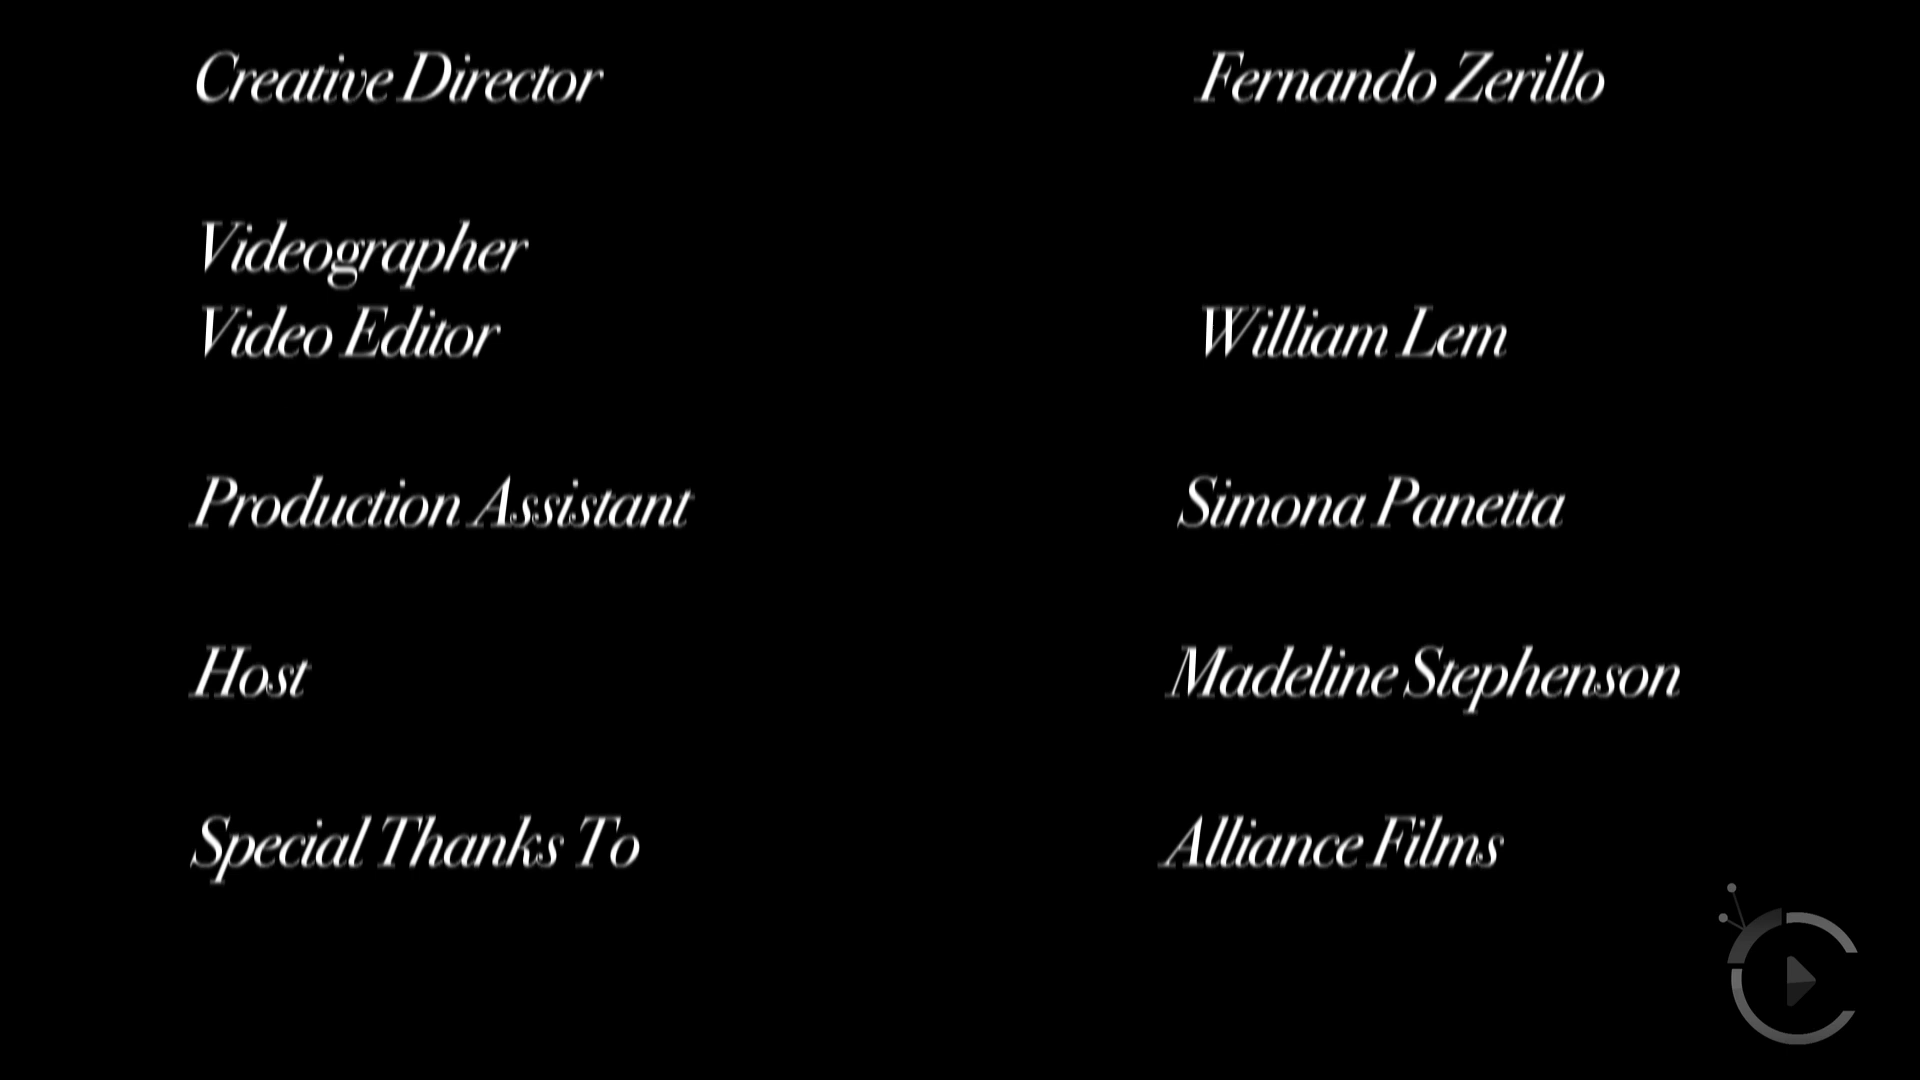 Creative Director Fernando Zerillo
Videographer
Video Editor William Lem
Production Assistant Simona Panetta
Host Madeline Stephenson
Special Thanks To Alliance Films